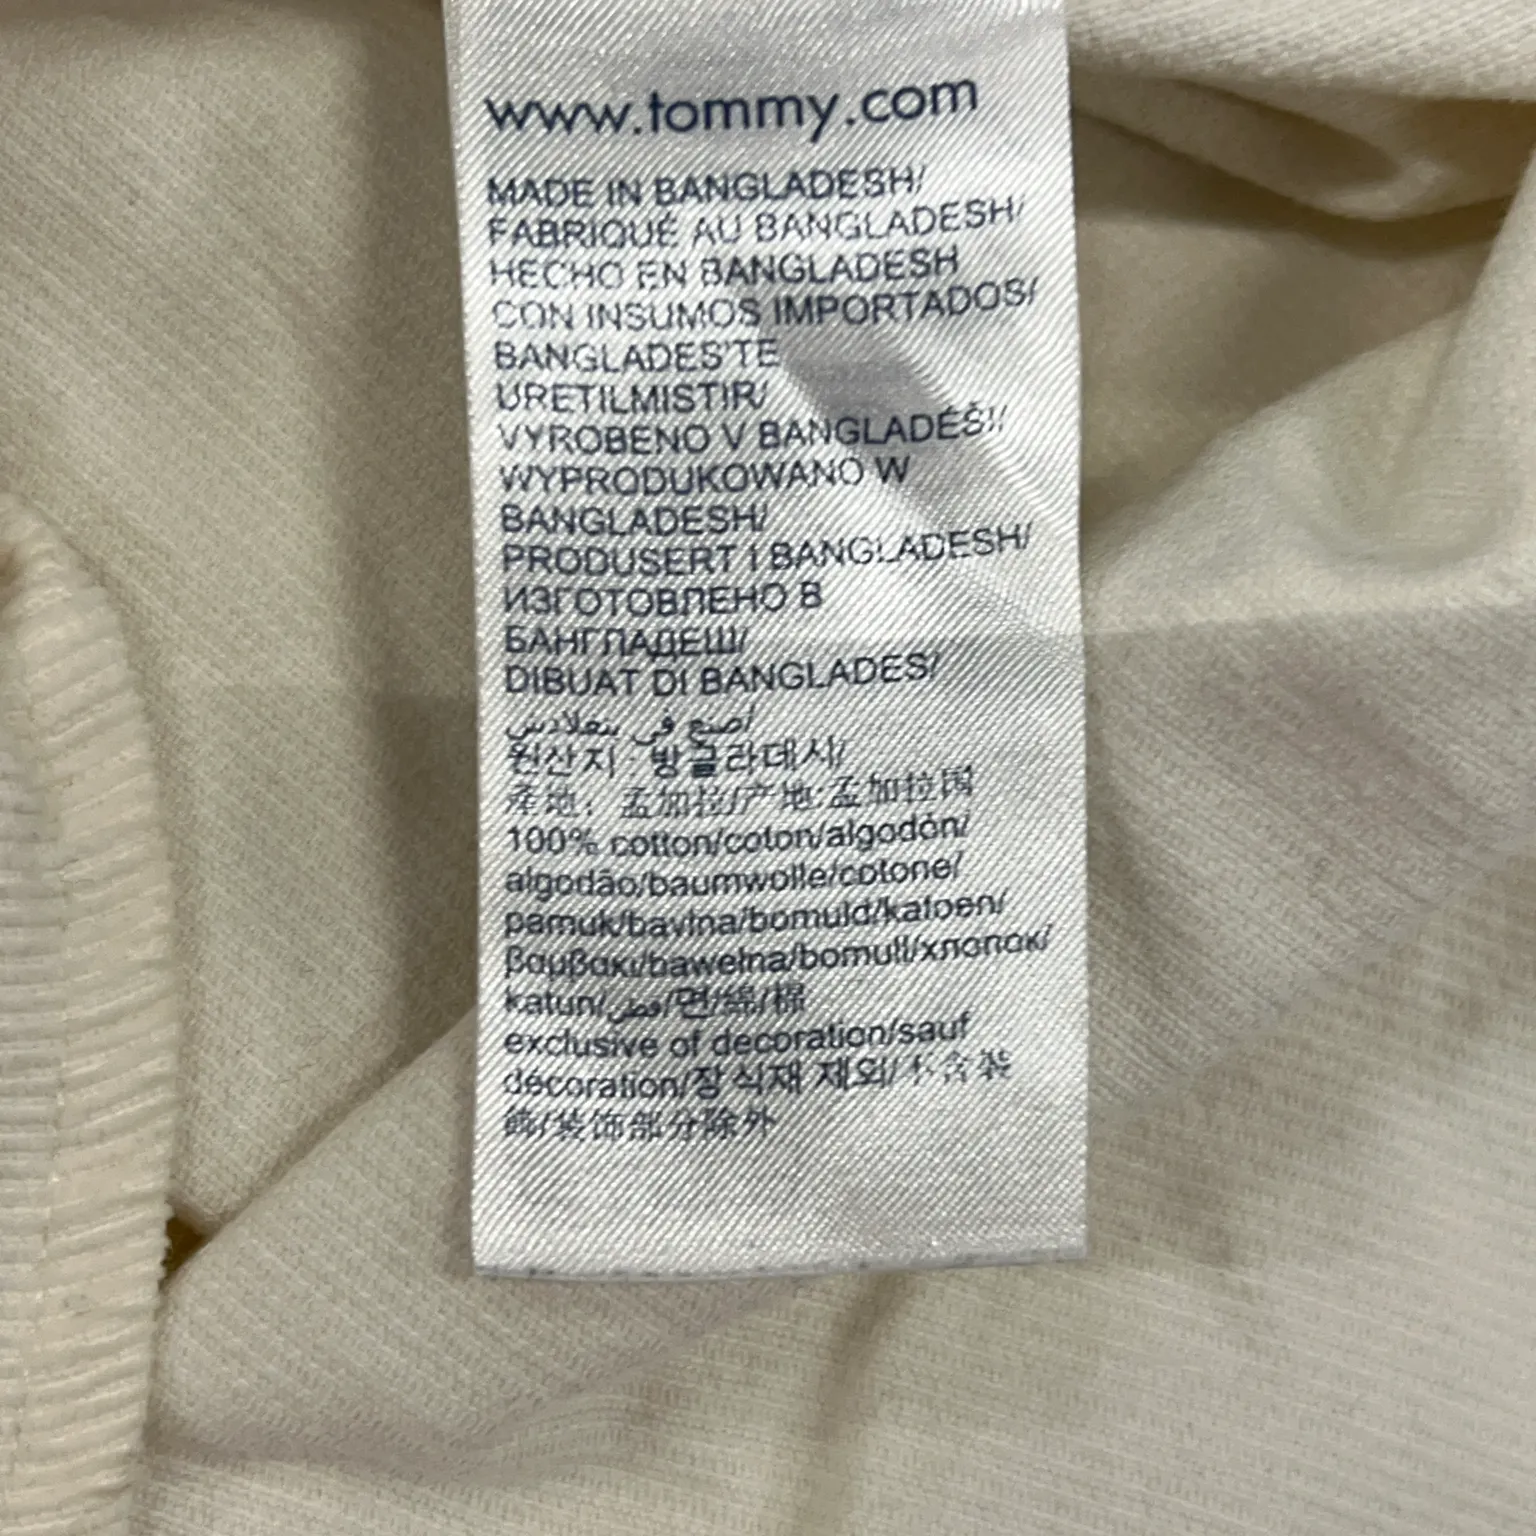 www.tommy.com
MADE IN BANGLADESH/
FABRIQUÉ AU BANGLADESH/
HECHO EN BANGLADESH
CON INSUMOS IMPORTADOS/
BANGLADES'TE
URETILMISTIR/
VYROBENO V BANGLADÉŠI/
WYPRODUKOWANO W
BANGLADESH/
PRODUSERT I BANGLADESH/
ИЗГОТОВЛЕНО В
БАНГЛАДЕШ/
DIBUAT DI BANGLADES/
صنع في بنغلادش/
원산지 : 방글라데시/
產地: 孟加拉/产地:孟加拉国
100% cotton/coton/algodón/
algodão/baumwolle/cotone/
pamuk/bavlna/bomuld/katoen/
βαμβακι/bawełna/bomull/хлопок/
katun/قطن/면/綿/棉
exclusive of decoration/sauf
décoration/장식재 제외/不含裝
飾/装饰部分除外